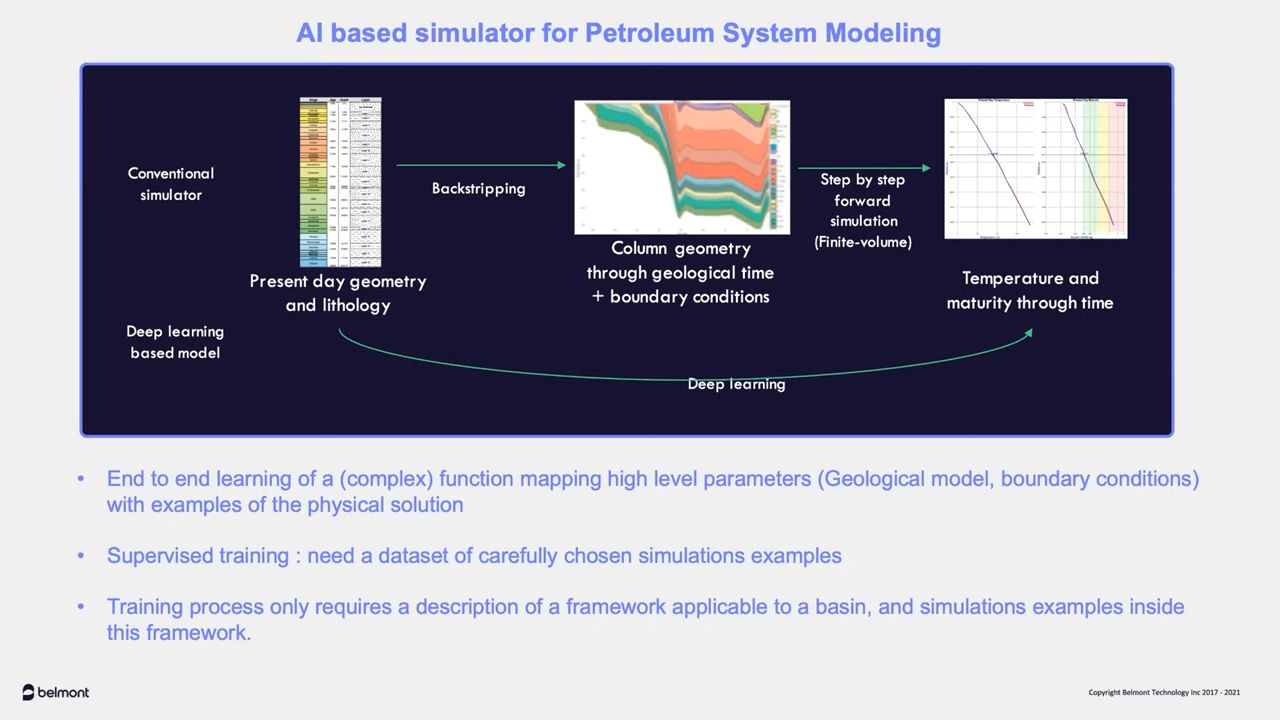 AI based simulator for Petroleum System Modeling
Conventional
simulator
Backstripping
Step by step
forward
simulation
(Finite-volume)
Present day geometry
and lithology
Column geometry
through geological time
+ boundary conditions
Temperature and
maturity through time
Deep learning
based model
Deep learning
• End to end learning of a (complex) function mapping high level parameters (Geological model, boundary conditions)
with examples of the physical solution
• Supervised training : need a dataset of carefully chosen simulations examples
• Training process only requires a description of a framework applicable to a basin, and simulations examples inside
this framework.
belmont
Copyright Belmont Technology Inc 2017 - 2021